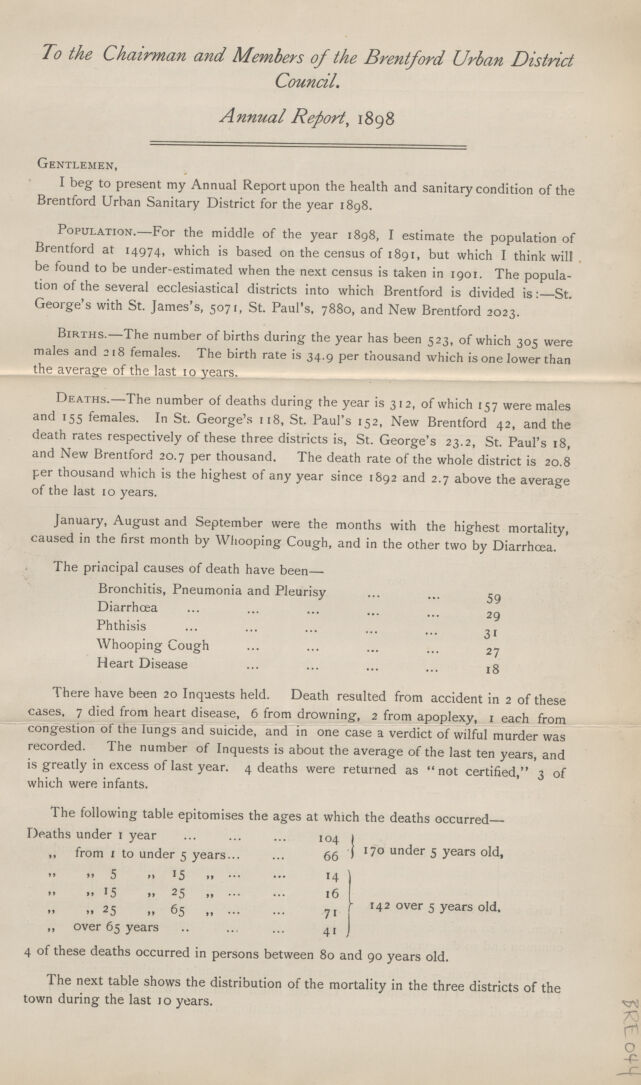 To the Chairman and Members of the Brentford Urban District
Council.
Annual Report, 1898
GENTLEMEN,
I beg to present my Annual Report upon the health and sanitary condition of the
Brentford Urban Sanitary District for the year 1898.
POPULATION.—For the middle of the year 1898, I estimate the population of
Brentford at 14974, which is based on the census of 1891, but which I think will
be found to be under-estimated when the next census is taken in 1901. The popula-
tion of the several ecclesiastical districts into which Brentford is divided is:—St.
George's with St. James's, 5071, St. Paul's, 7880, and New Brentford 2023.
BIRTHS.—The number of births during the year has been 523, of which 305 were
males and 218 females. The birth rate is 34.9 per thousand which is one lower than
the average of the last 10 years.
DEATHS.—The number of deaths during the year is 312, of which 157 were males
and 155 females. In St. George's 118, St. Paul's 152, New Brentford 42, and the
death rates respectively of these three districts is, St. George's 23.2, St. Paul's 18,
and New Brentford 20.7 per thousand. The death rate of the whole district is 20.8
per thousand which is the highest of any year since 1892 and 2.7 above the average
of the last 10 years.
January, August and September were the months with the highest mortality,
caused in the first month by Whooping Cough, and in the other two by Diarrhœa.
The principal causes of death have been—
Bronchitis, Pneumonia and Pleurisy ... ... 59
Diarrhœa ... ... ... ... ... 29
Phthisis ... ... ... ... ... 31
Whooping Cough ... ... ... ... 27
Heart Disease ... ... ... ... 18
There have been 20 Inquests held. Death resulted from accident in 2 of these
cases, 7 died from heart disease, 6 from drowning, 2 from apoplexy, 1 each from
congestion of the lungs and suicide, and in one case a verdict of wilful murder was
recorded. The number of Inquests is about the average of the last ten years, and
is greatly in excess of last year. 4 deaths were returned as "not certified," 3 of
which were infants.
The following table epitomises the ages at which the deaths occurred—
Deaths under 1 year ... ... ... 104
„ from 1 to under 5 years... ... 66 } 170 under 5 years old,
„ „ 5 „ 15 „ ... ... 14
„ „ 15 „ 25 „ ... ... 16
„ „ 25 „ 65 „ ... ... 71 } 142 over 5 years old.
„ over 65 years .. ... ... 41
4 of these deaths occurred in persons between 80 and 90 years old.
The next table shows the distribution of the mortality in the three districts of the
town during the last 10 years.
BRE 044